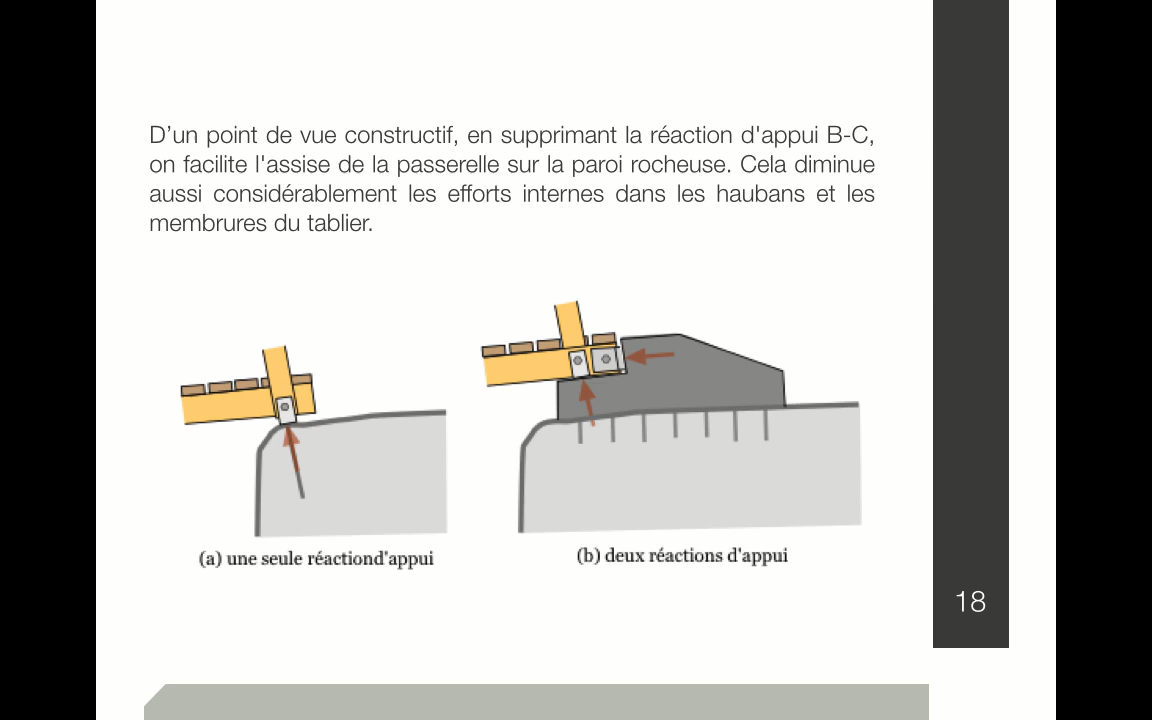 D’un point de vue constructif, en supprimant la réaction d'appui B-C,
on facilite l'assise de la passerelle sur la paroi rocheuse. Cela diminue
aussi considérablement les efforts internes dans les haubans et les
membrures du tablier.
(a) une seule réactiond'appui
(b) deux réactions d'appui
18